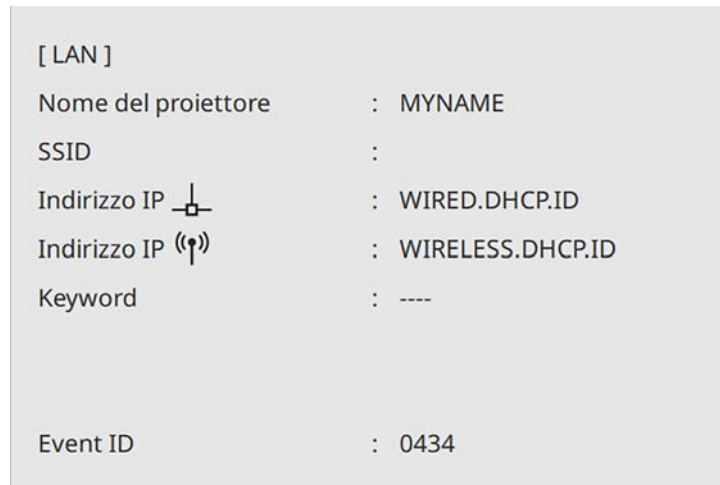 [ LAN ]
Nome del proiettore : MYNAME
SSID :
Indirizzo IP : WIRED.DHCP.ID
Indirizzo IP : WIRELESS.DHCP.ID
Keyword : ----
Event ID : 0434